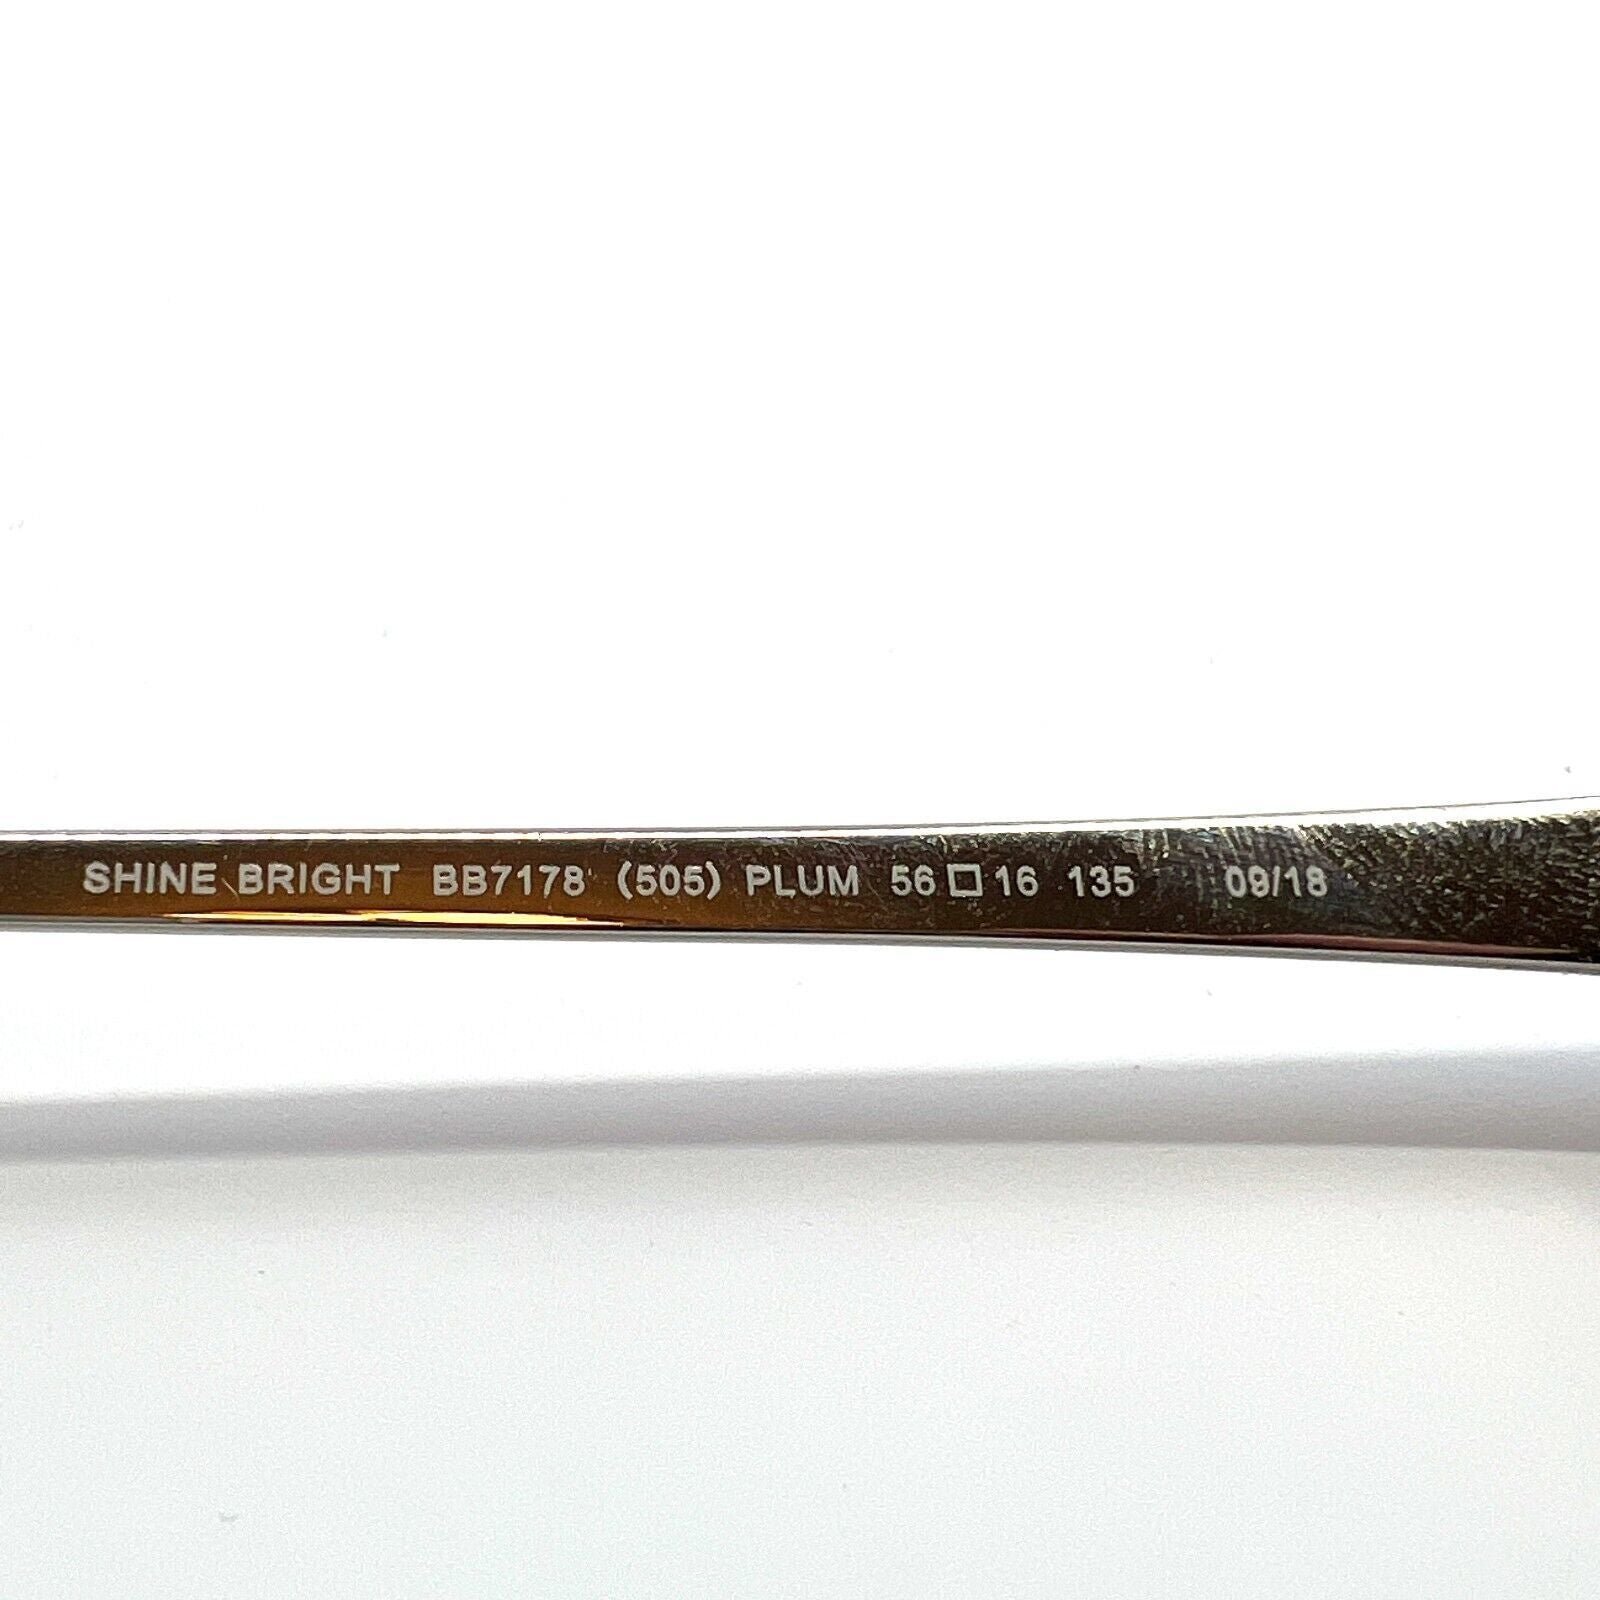 SHINE BRIGHT BB7178 (505) PLUM 56□16 135 09/18